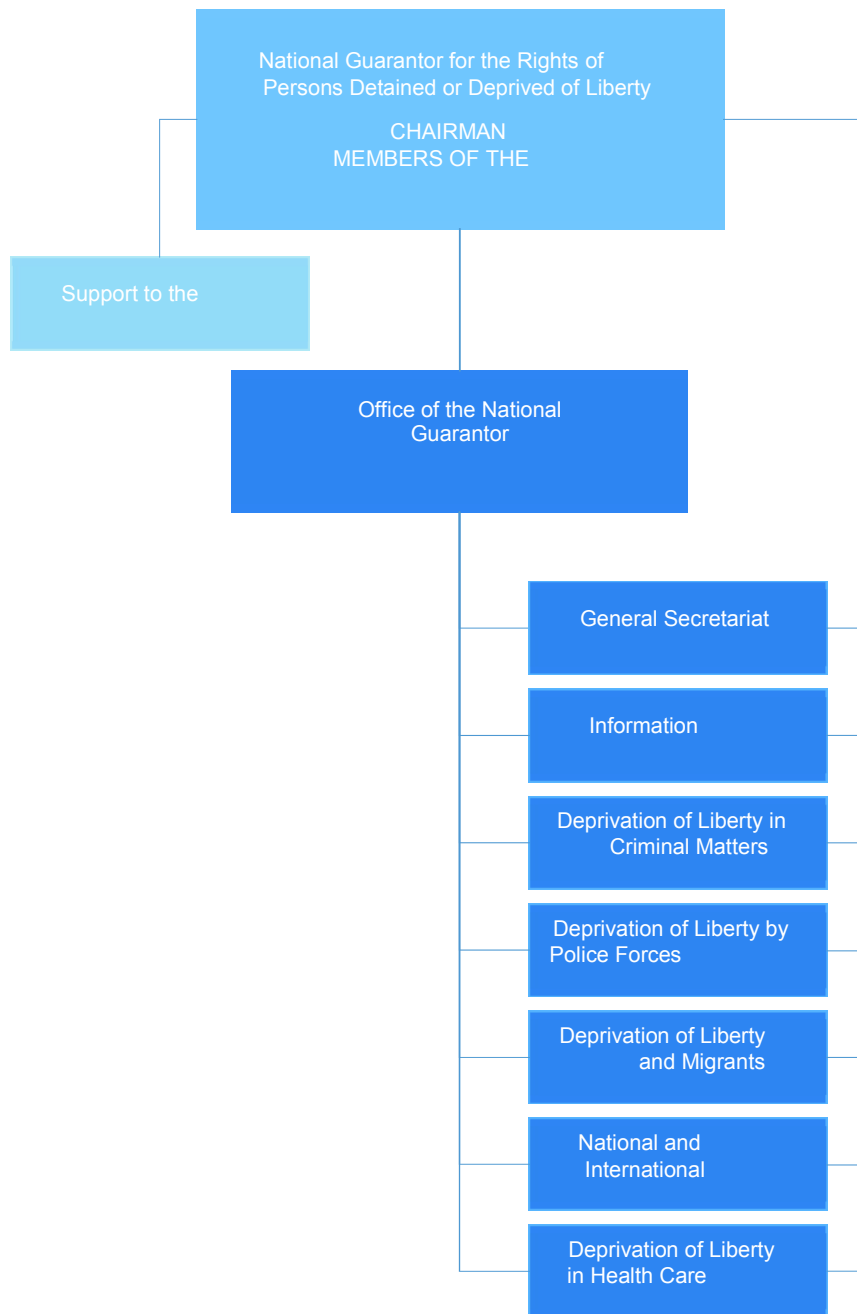 National Guarantor for the Rights of
Persons Detained or Deprived of Liberty
CHAIRMAN
MEMBERS OF THE
Support to the
Office of the National
Guarantor
General Secretariat
Information
Deprivation of Liberty in
Criminal Matters
Deprivation of Liberty by
Police Forces
Deprivation of Liberty
and Migrants
National and
International
Deprivation of Liberty
in Health Care